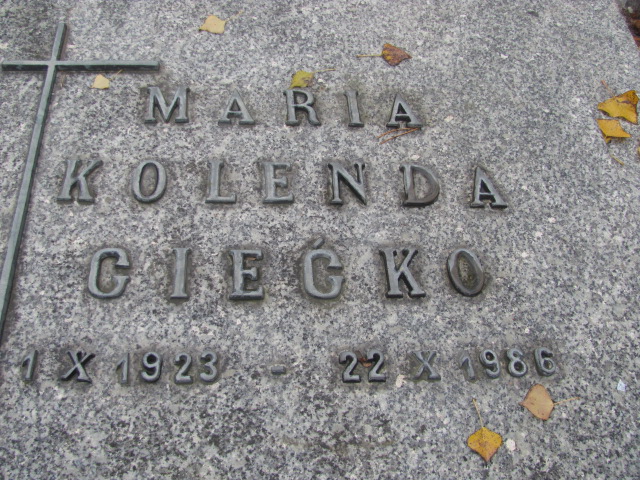 MARIA
KOLENDA
GIEĆKO
1 X 1923 - 22 X 1986